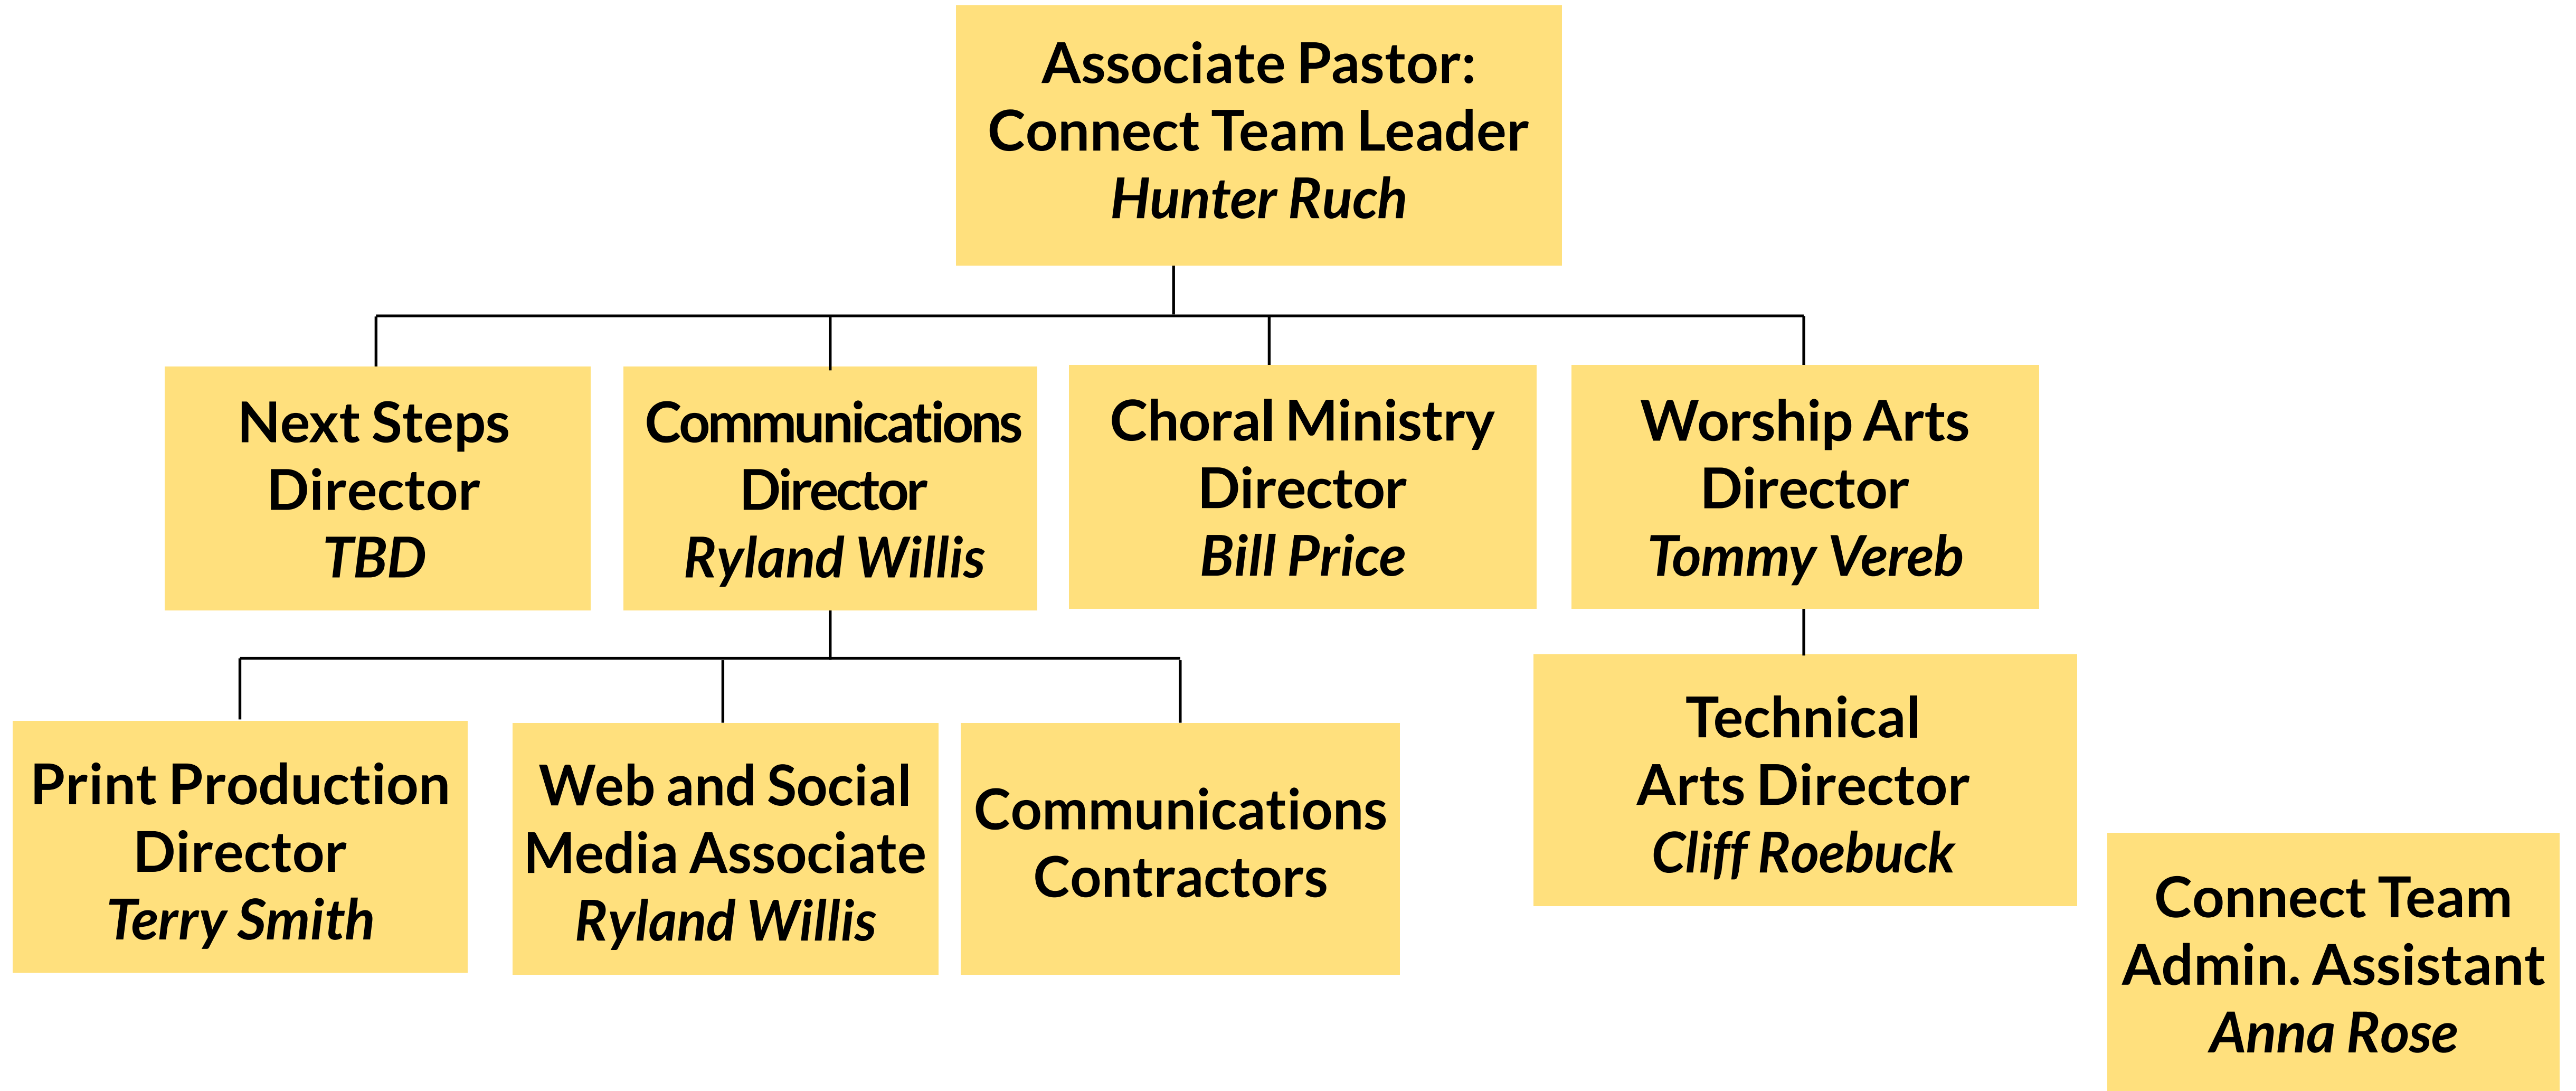 Associate Pastor:
Connect Team Leader
Hunter Ruch
Next Steps
Director
TBD
Communications
Director
Ryland Willis
Choral Ministry
Director
Bill Price
Worship Arts
Director
Tommy Vereb
Print Production
Director
Terry Smith
Web and Social
Media Associate
Ryland Willis
Communications
Contractors
Technical
Arts Director
Cliff Roebuck
Connect Team
Admin. Assistant
Anna Rose